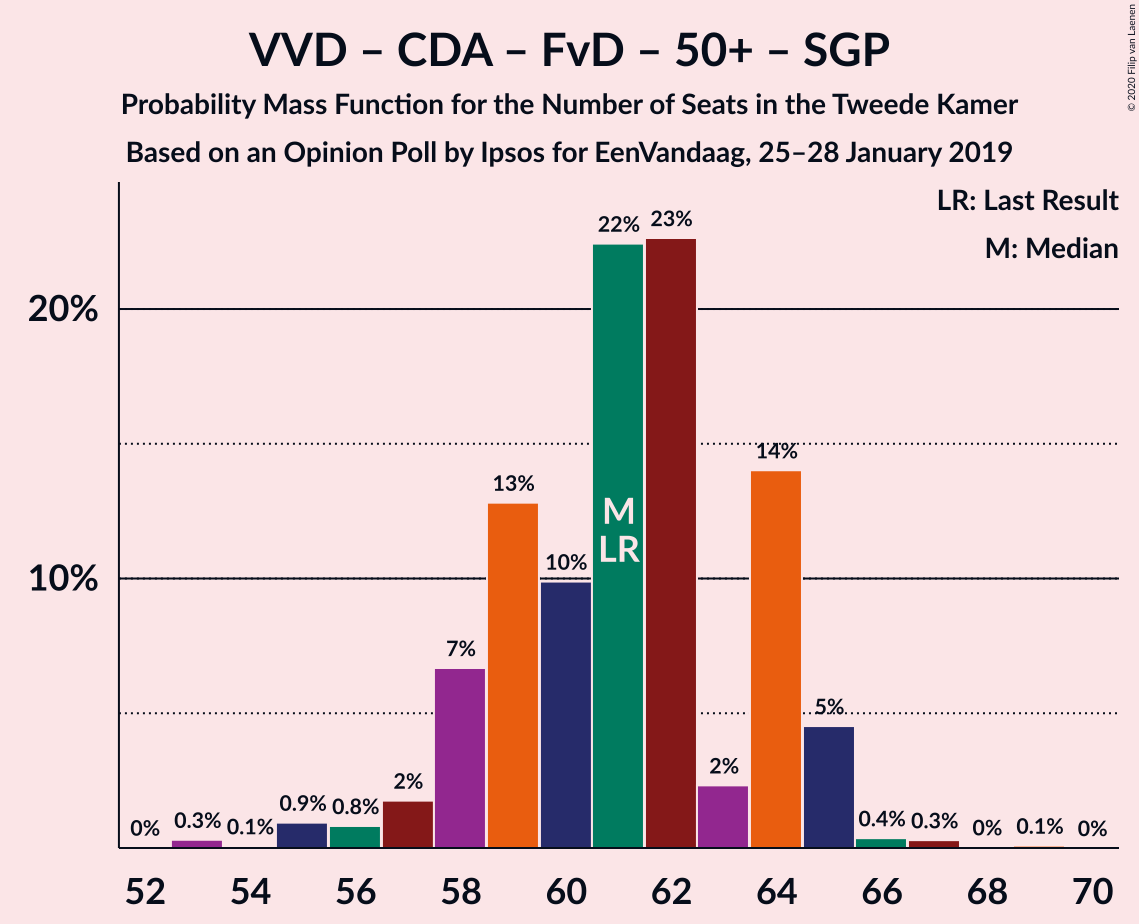 VVD – CDA – FvD – 50+ – SGP
Probability Mass Function for the Number of Seats in the Tweede Kamer
Based on an Opinion Poll by Ipsos for EenVandaag, 25–28 January 2019
© 2020 Filip van Laenen
LR: Last Result
M: Median
20%
10%
0%
0.3%
0.1%
0.9%
0.8%
2%
7%
13%
10%
22%
23%
2%
14%
5%
0.4%
0.3%
0%
0.1%
0%
M
LR
52 54 56 58 60 62 64 66 68 70